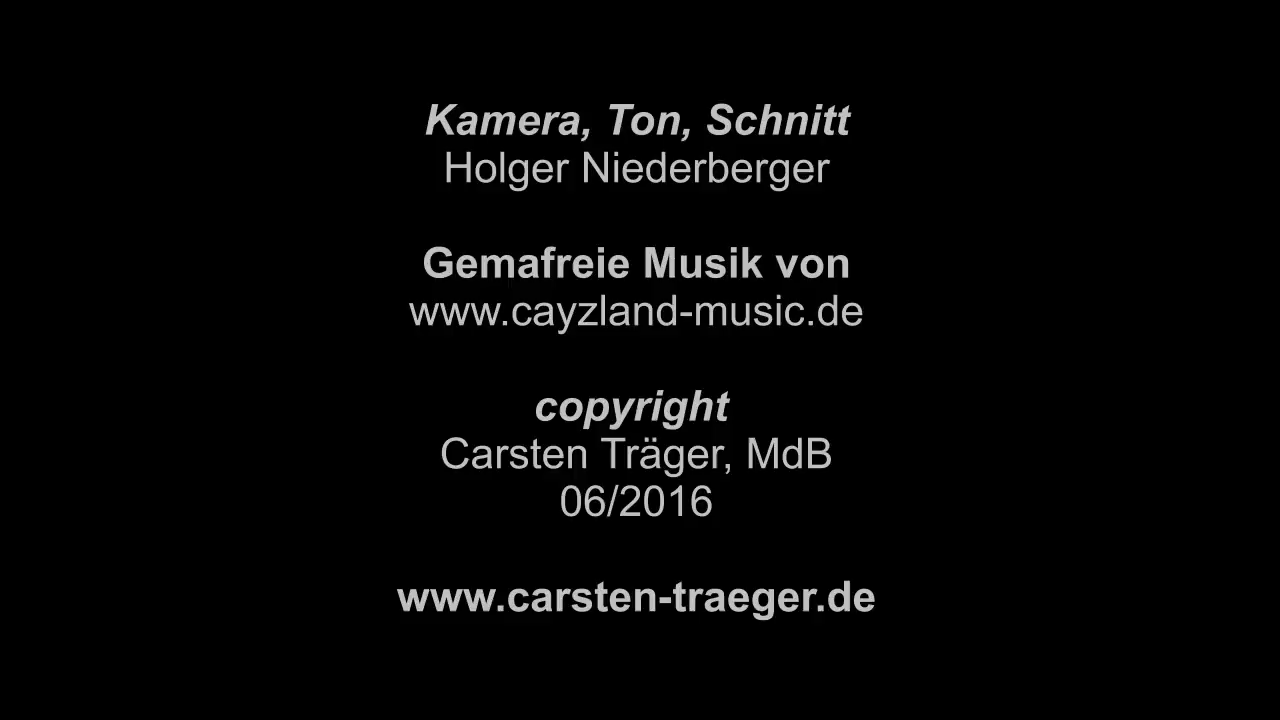 Kamera, Ton, Schnitt
Holger Niederberger
Gemafreie Musik von
www.cayzland-music.de
copyright
Carsten Träger, MdB
06/2016
www.carsten-traeger.de